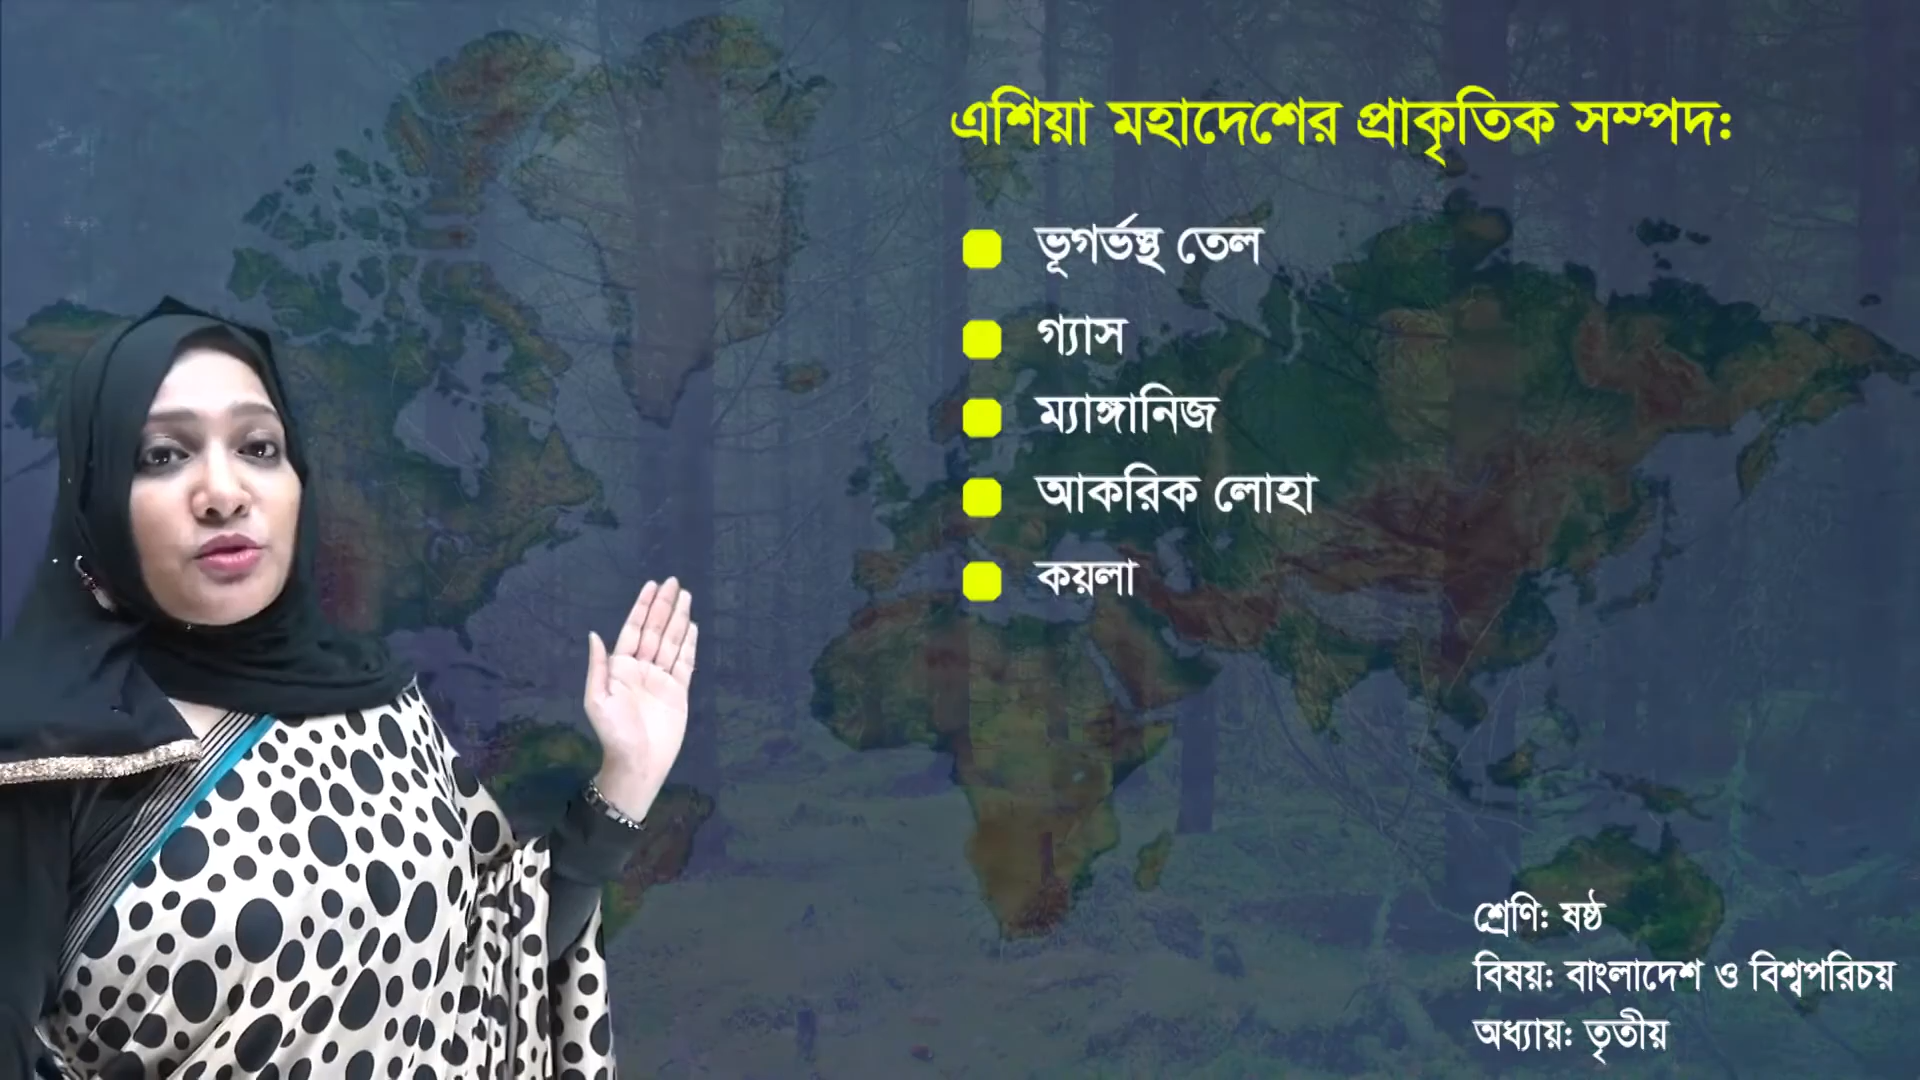 এশিয়া মহাদেশের প্রাকৃতিক সম্পদ:
ভূগর্ভস্থ তেল
গ্যাস
ম্যাঙ্গানিজ
আকরিক লোহা
কয়লা
শ্রেণি: ষষ্ঠ
বিষয়: বাংলাদেশ ও বিশ্বপরিচয়
অধ্যায়: তৃতীয়